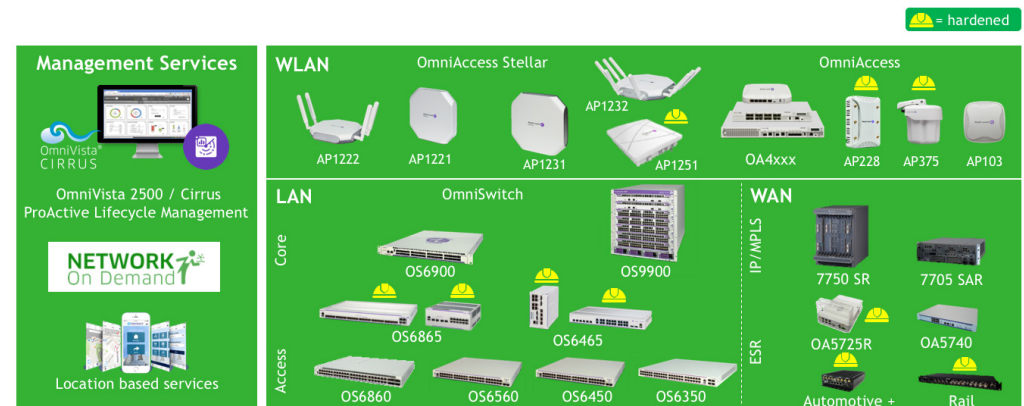 = hardened
Management Services
OmniVista®
CIRRUS
OmniVista 2500 / Cirrus
ProActive Lifecycle Management
NETWORK
On Demand
Location based services
WLAN
OmniAccess Stellar
OmniAccess
AP1222
AP1221
AP1231
AP1232
AP1251
OA4xxx
AP228
AP375
AP103
LAN
OmniSwitch
Core
OS6900
OS9900
OS6865
OS6465
Access
OS6860
OS6560
OS6450
OS6350
WAN
IP/MPLS
7750 SR
7705 SAR
ESR
OA5725R
OA5740
Automotive +
Rail